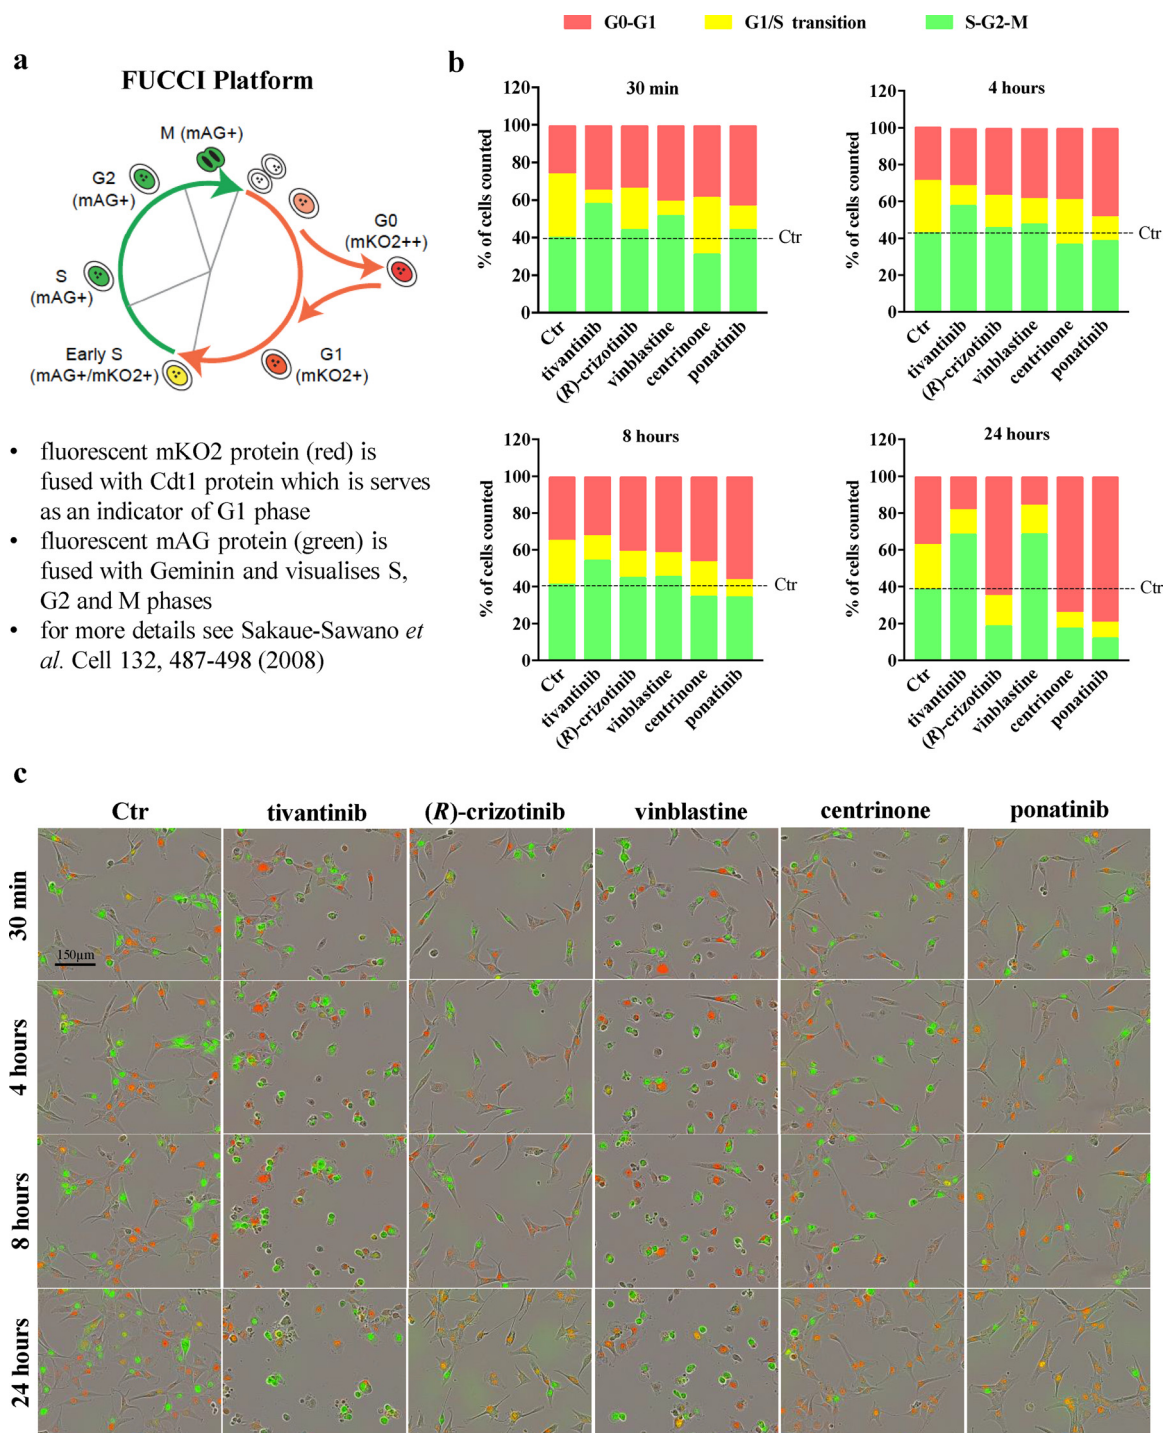 G0-G1
G1/S transition
S-G2-M
a
FUCCI Platform
M (mAG+)
G2
(mAG+)
G0
(mKO2++)
S
(mAG+)
Early S
(mAG+/mKO2+)
G1
(mKO2+)
• fluorescent mKO2 protein (red) is
fused with Cdt1 protein which is serves
as an indicator of G1 phase
• fluorescent mAG protein (green) is
fused with Geminin and visualises S,
G2 and M phases
• for more details see Sakaue-Sawano et
al. Cell 132, 487-498 (2008)
b
30 min
% of cells counted
120
100
80
60
40
20
0
Ctr
Ctr
tivantinib
(R)-crizotinib
vinblastine
centrinone
ponatinib
4 hours
% of cells counted
120
100
80
60
40
20
0
Ctr
Ctr
tivantinib
(R)-crizotinib
vinblastine
centrinone
ponatinib
8 hours
% of cells counted
120
100
80
60
40
20
0
Ctr
Ctr
tivantinib
(R)-crizotinib
vinblastine
centrinone
ponatinib
24 hours
% of cells counted
120
100
80
60
40
20
0
Ctr
Ctr
tivantinib
(R)-crizotinib
vinblastine
centrinone
ponatinib
c
Ctr
tivantinib
(R)-crizotinib
vinblastine
centrinone
ponatinib
30 min
150µm
4 hours
8 hours
24 hours